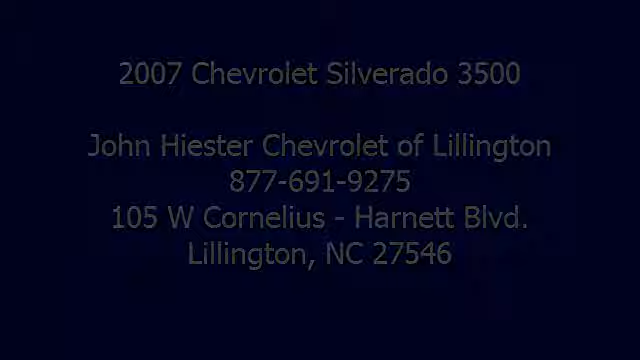 2007 Chevrolet Silverado 3500
John Hiester Chevrolet of Lillington
877-691-9275
105 W Cornelius - Harnett Blvd.
Lillington, NC 27546